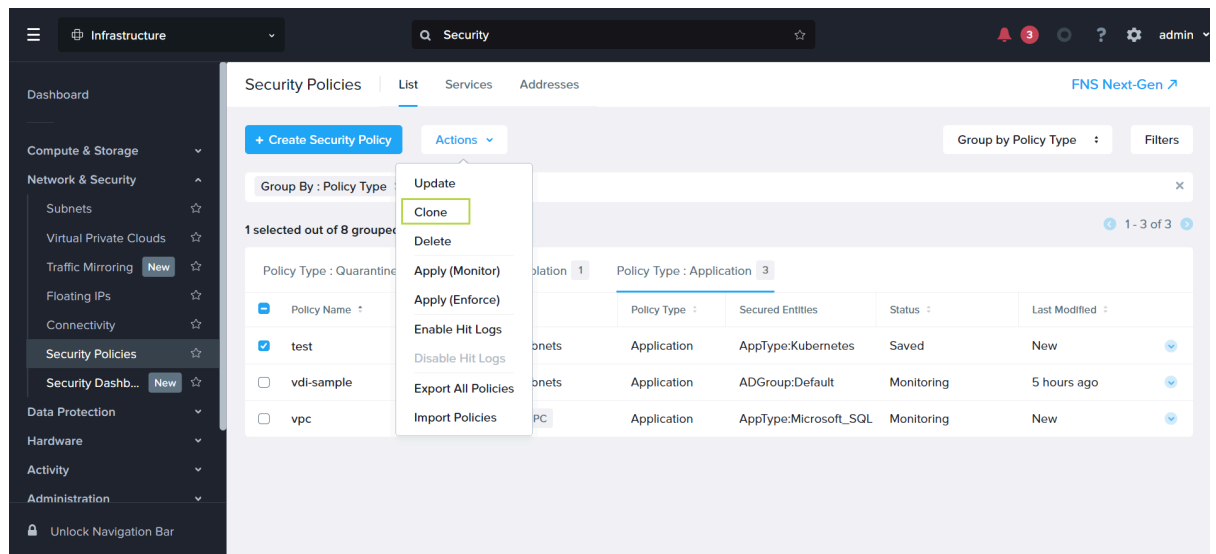 Infrastructure
Security
3
?
admin
Dashboard
Compute & Storage
Network & Security
Subnets
Virtual Private Clouds
Traffic Mirroring New
Floating IPs
Connectivity
Security Policies
Security Dashb... New
Data Protection
Hardware
Activity
Administration
Unlock Navigation Bar
Security Policies
List Services Addresses
FNS Next-Gen
+ Create Security Policy
Actions
Group by Policy Type
Filters
Group By : Policy Type
1 selected out of 8
1 - 3 of 3
Update
Clone
Delete
Apply (Monitor)
Apply (Enforce)
Enable Hit Logs
Disable Hit Logs
Export All Policies
Import Policies
Policy Type : Quarantine
1
Policy Type : Application 3
Policy Name Policy Type Secured Entities Status Last Modified
test Application AppType:Kubernetes Saved New
vdi-sample Application ADGroup:Default Monitoring 5 hours ago
vpc PC Application AppType:Microsoft_SQL Monitoring New